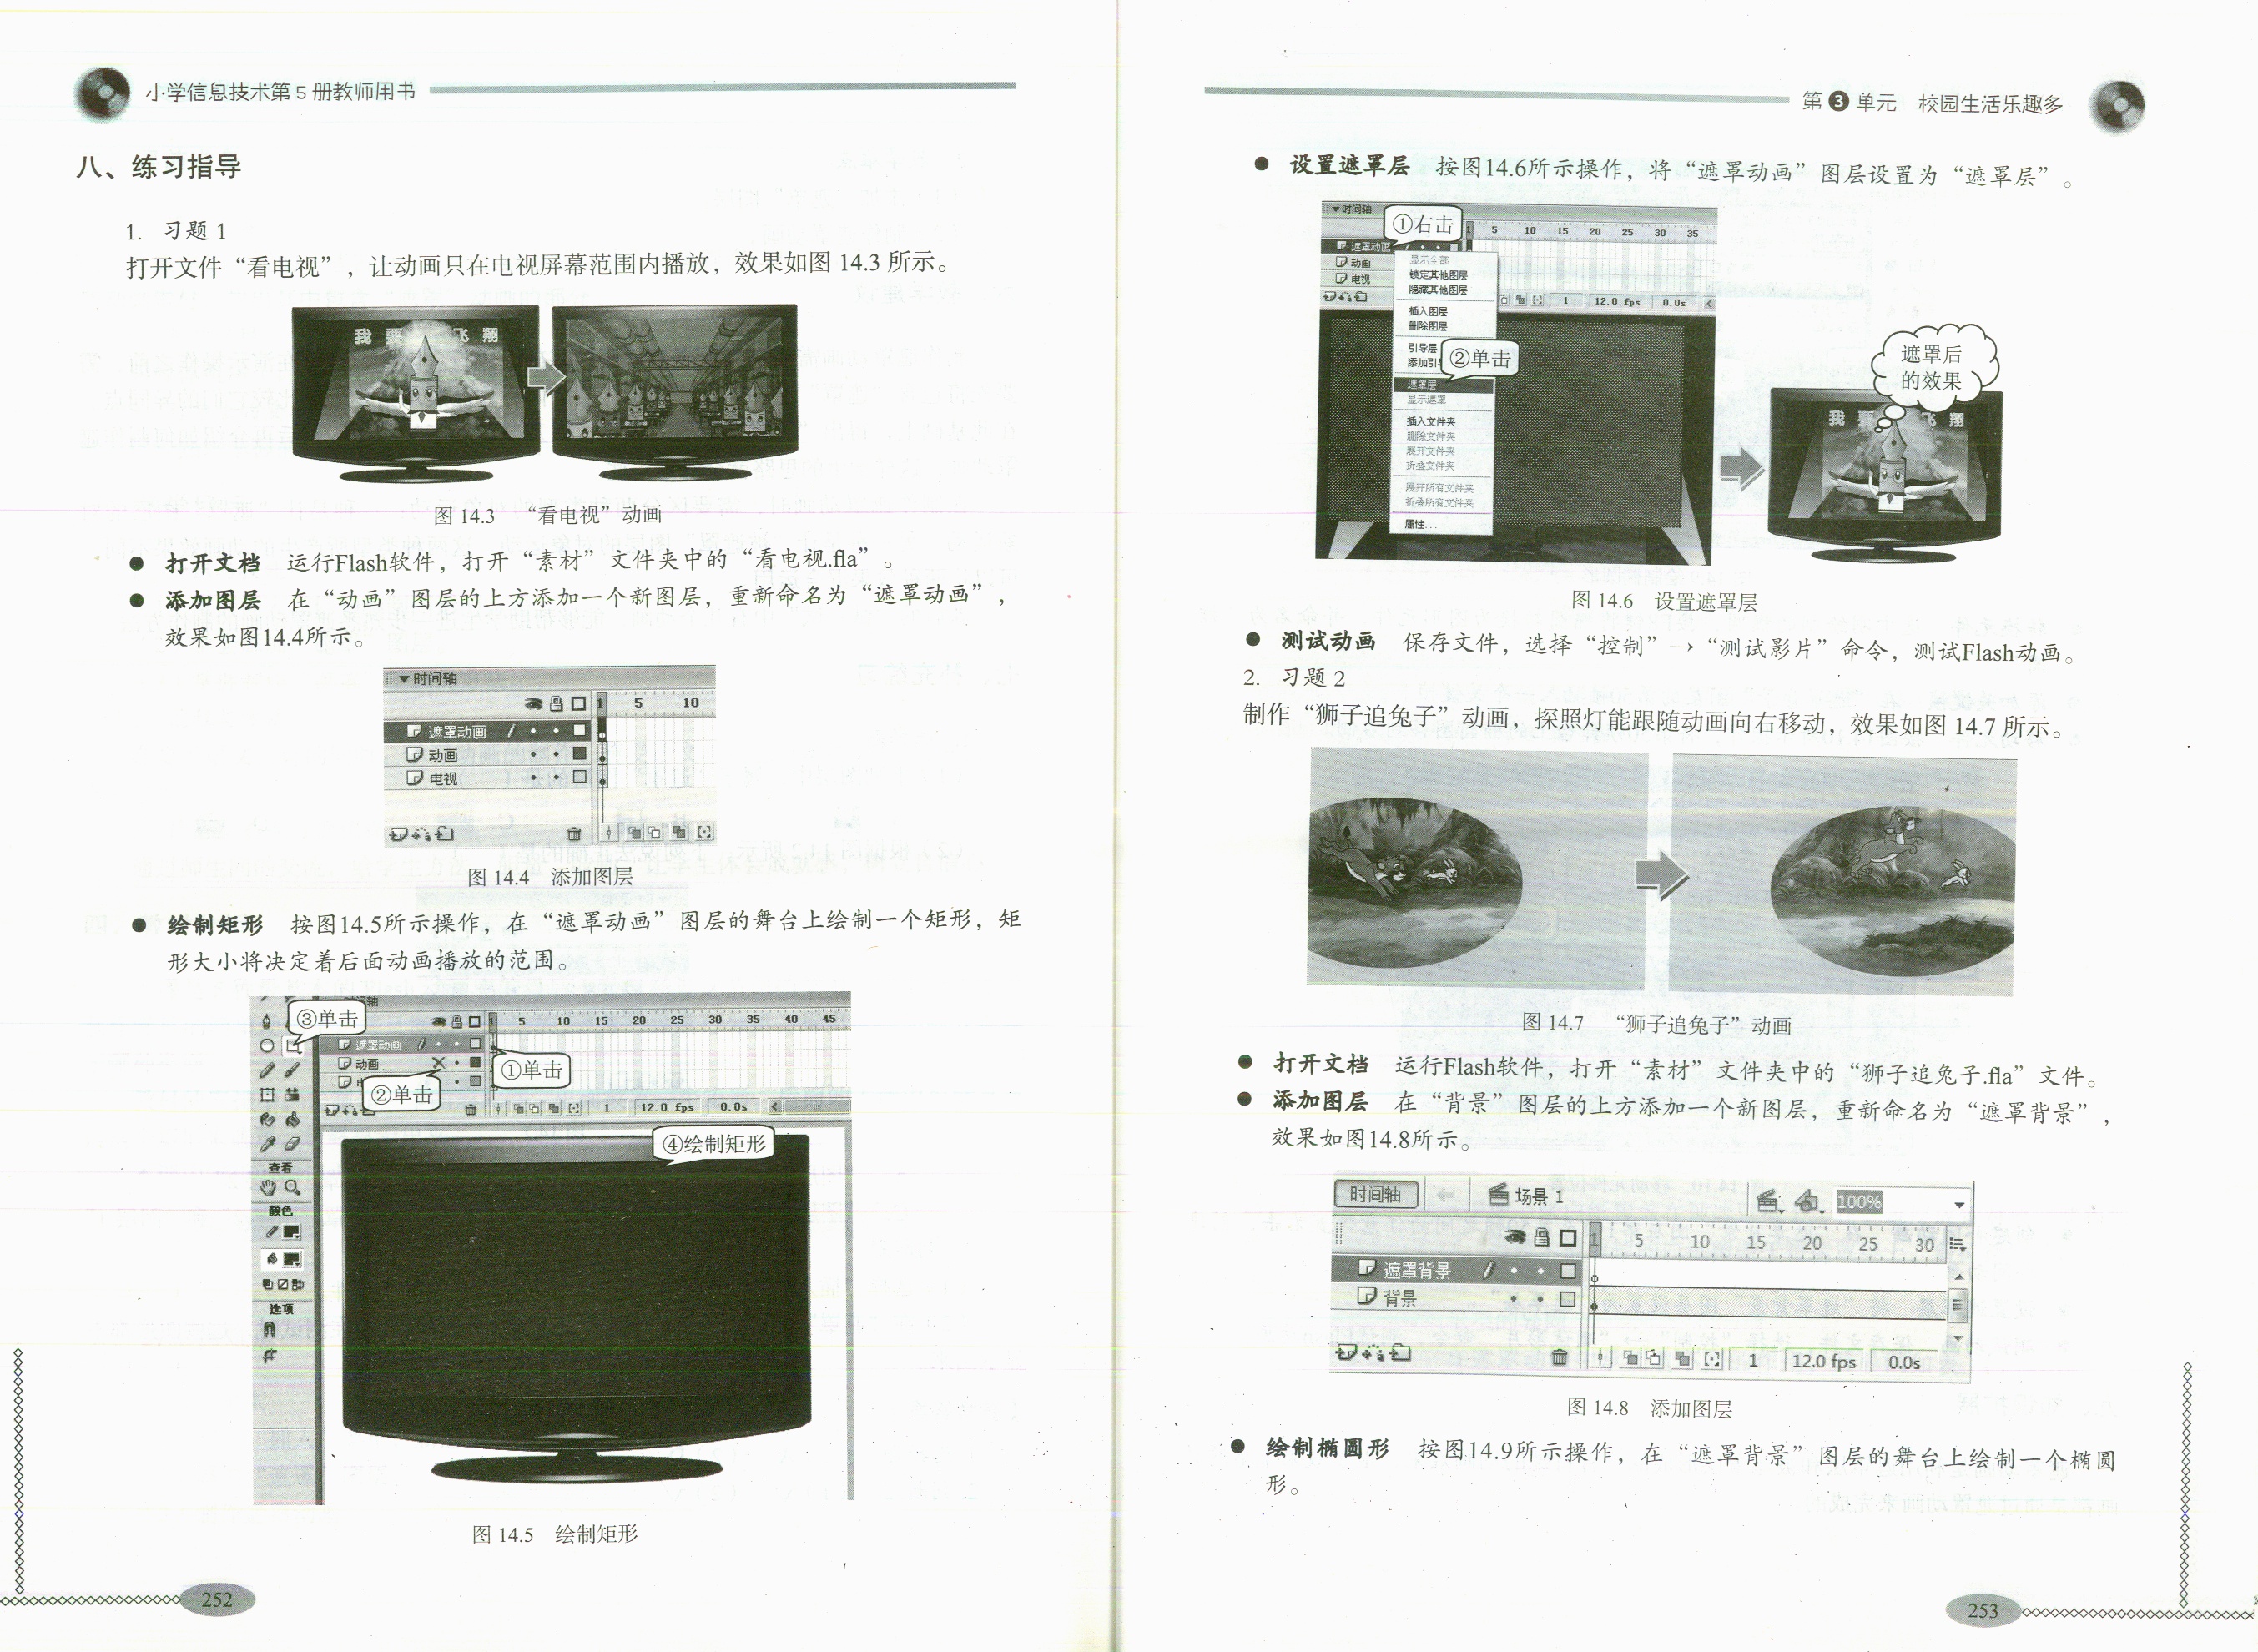 小学信息技术第5册教师用书
八、练习指导
1. 习题 1
打开文件“看电视”，让动画只在电视屏幕范围内播放，效果如图 14.3 所示。
我 要 飞 翔
图 14.3 “看电视”动画
● 打开文档 运行Flash软件，打开“素材”文件夹中的“看电视.fla”。
● 添加图层 在“动画”图层的上方添加一个新图层，重新命名为“遮罩动画”，
效果如图14.4所示。
▼时间轴
1 5 10
遮罩动画
动画
电视
图 14.4 添加图层
● 绘制矩形 按图14.5所示操作，在“遮罩动画”图层的舞台上绘制一个矩形，矩
形大小将决定着后面动画播放的范围。
③单击
1 5 10 15 20 25 30 35 40 45
遮罩动画
动画
①单击
②单击
1 12.0 fps 0.0s
④绘制矩形
查看
颜色
选项
图 14.5 绘制矩形
252
第 3 单元 校园生活乐趣多
● 设置遮罩层 按图14.6所示操作，将“遮罩动画”图层设置为“遮罩层”。
▼时间轴
①右击
1 5 10 15 20 25 30 35
遮罩动画
动画
电视
1 12.0 fps 0.0s
显示全部
锁定其他图层
隐藏其他图层
插入图层
删除图层
引导层
添加引
②单击
遮罩层
显示遮罩
插入文件夹
删除文件夹
展开文件夹
折叠文件夹
展开所有文件夹
折叠所有文件夹
属性...
遮罩后
的效果
我 要 飞 翔
图 14.6 设置遮罩层
● 测试动画 保存文件，选择“控制”→“测试影片”命令，测试Flash动画。
2. 习题 2
制作“狮子追兔子”动画，探照灯能跟随动画向右移动，效果如图 14.7 所示。
图 14.7 “狮子追兔子”动画
● 打开文档 运行Flash软件，打开“素材”文件夹中的“狮子追兔子.fla”文件。
● 添加图层 在“背景”图层的上方添加一个新图层，重新命名为“遮罩背景”，
效果如图14.8所示。
时间轴 场景 1 100%
1 5 10 15 20 25 30
遮罩背景
背景
1 12.0 fps 0.0s
图 14.8 添加图层
● 绘制椭圆形 按图14.9所示操作，在“遮罩背景”图层的舞台上绘制一个椭圆
形。
253